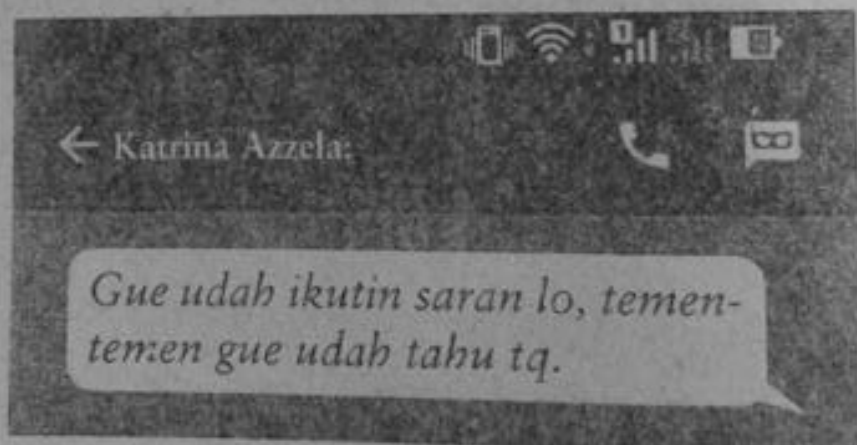 Katrina Azzela:
Gue udah ikutin saran lo, temen-
temen gue udah tahu tq.